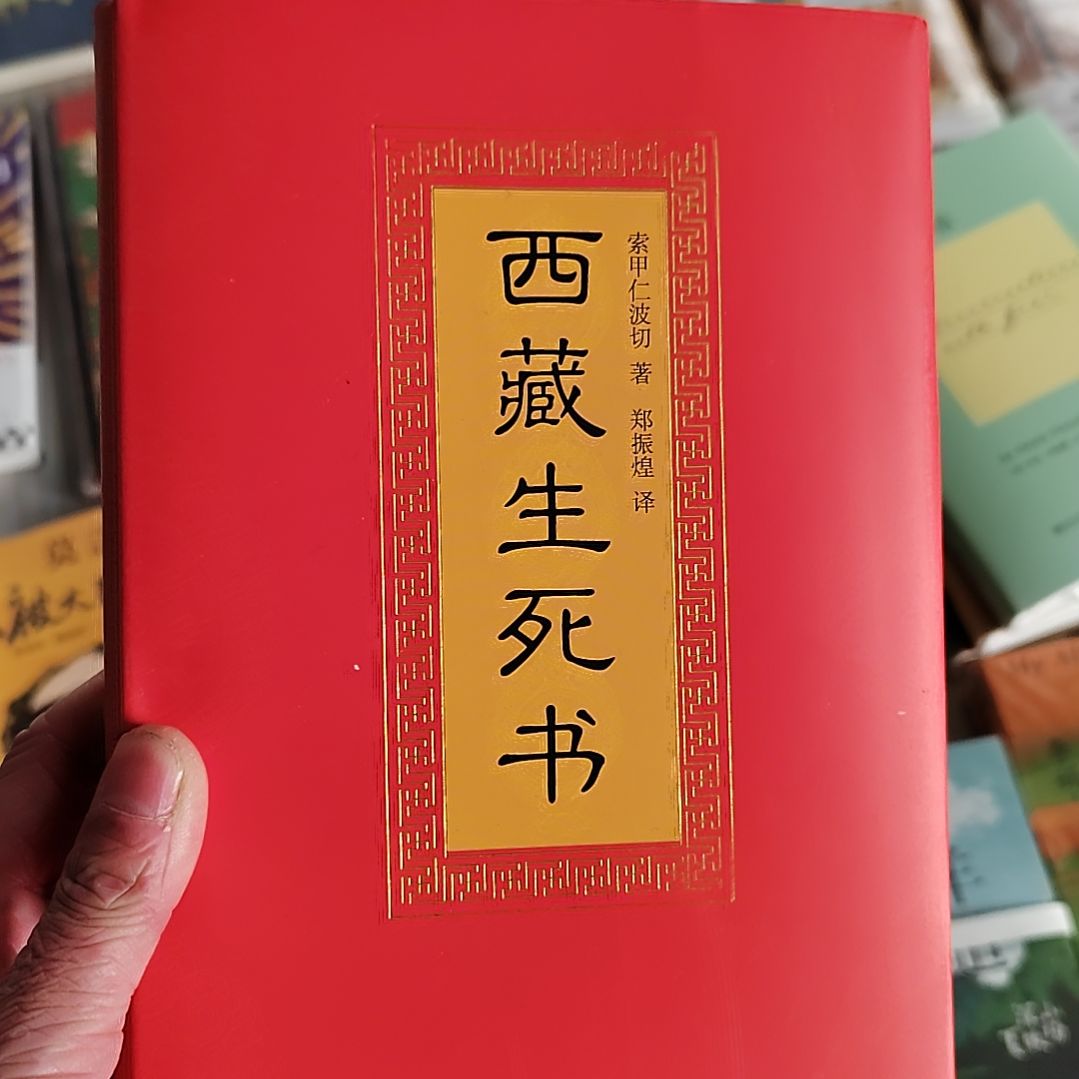 西藏生死书
索甲仁波切 著 郑振煌 译